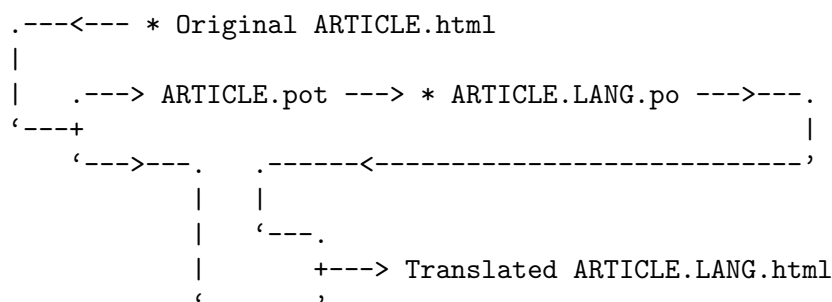 .---<--- * Original ARTICLE.html
|
|   .---> ARTICLE.pot ---> * ARTICLE.LANG.po --->---.
‘---+                                               |
    ‘--->---.   .------<----------------------------’
            |   |
            |   ‘---.
            |       +---> Translated ARTICLE.LANG.html
            ‘       ’